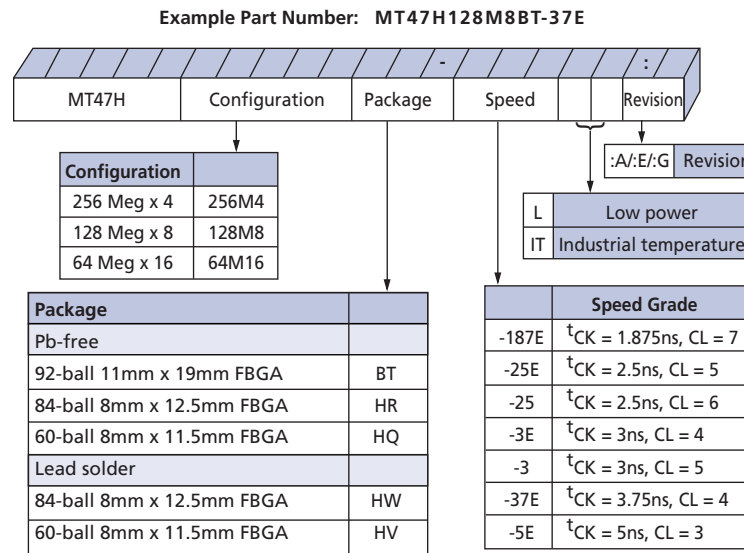 Example Part Number: MT47H128M8BT-37E
- :
MT47H Configuration Package Speed Revision
:A/:E/:G Revision
L Low power
IT Industrial temperature
Configuration
256 Meg x 4 256M4
128 Meg x 8 128M8
64 Meg x 16 64M16
Package
Pb-free
92-ball 11mm x 19mm FBGA BT
84-ball 8mm x 12.5mm FBGA HR
60-ball 8mm x 11.5mm FBGA HQ
Lead solder
84-ball 8mm x 12.5mm FBGA HW
60-ball 8mm x 11.5mm FBGA HV
Speed Grade
-187E tCK = 1.875ns, CL = 7
-25E tCK = 2.5ns, CL = 5
-25 tCK = 2.5ns, CL = 6
-3E tCK = 3ns, CL = 4
-3 tCK = 3ns, CL = 5
-37E tCK = 3.75ns, CL = 4
-5E tCK = 5ns, CL = 3